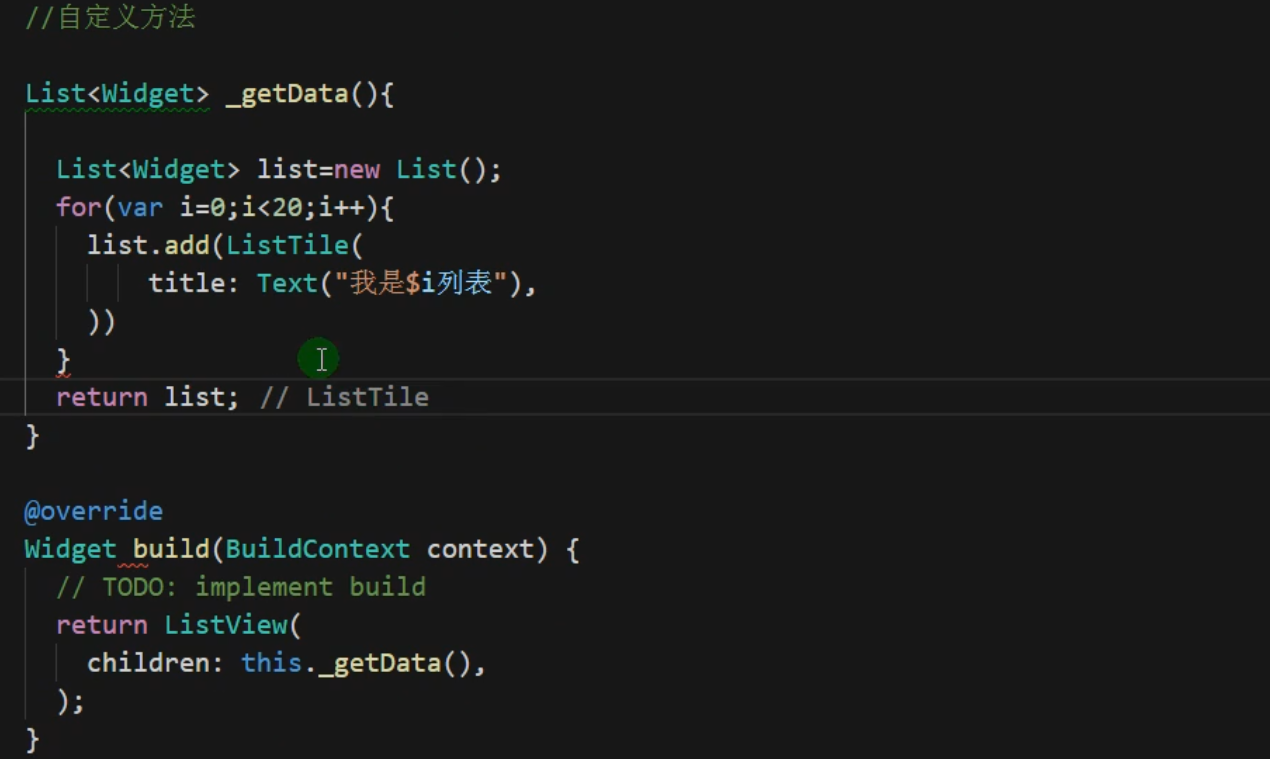 //自定义方法
List<Widget> _getData(){
List<Widget> list=new List();
for(var i=0;i<20;i++){
list.add(ListTile(
title: Text("我是$i列表"),
))
}
return list; // ListTile
}
@override
Widget build(BuildContext context) {
// TODO: implement build
return ListView(
children: this._getData(),
);
}